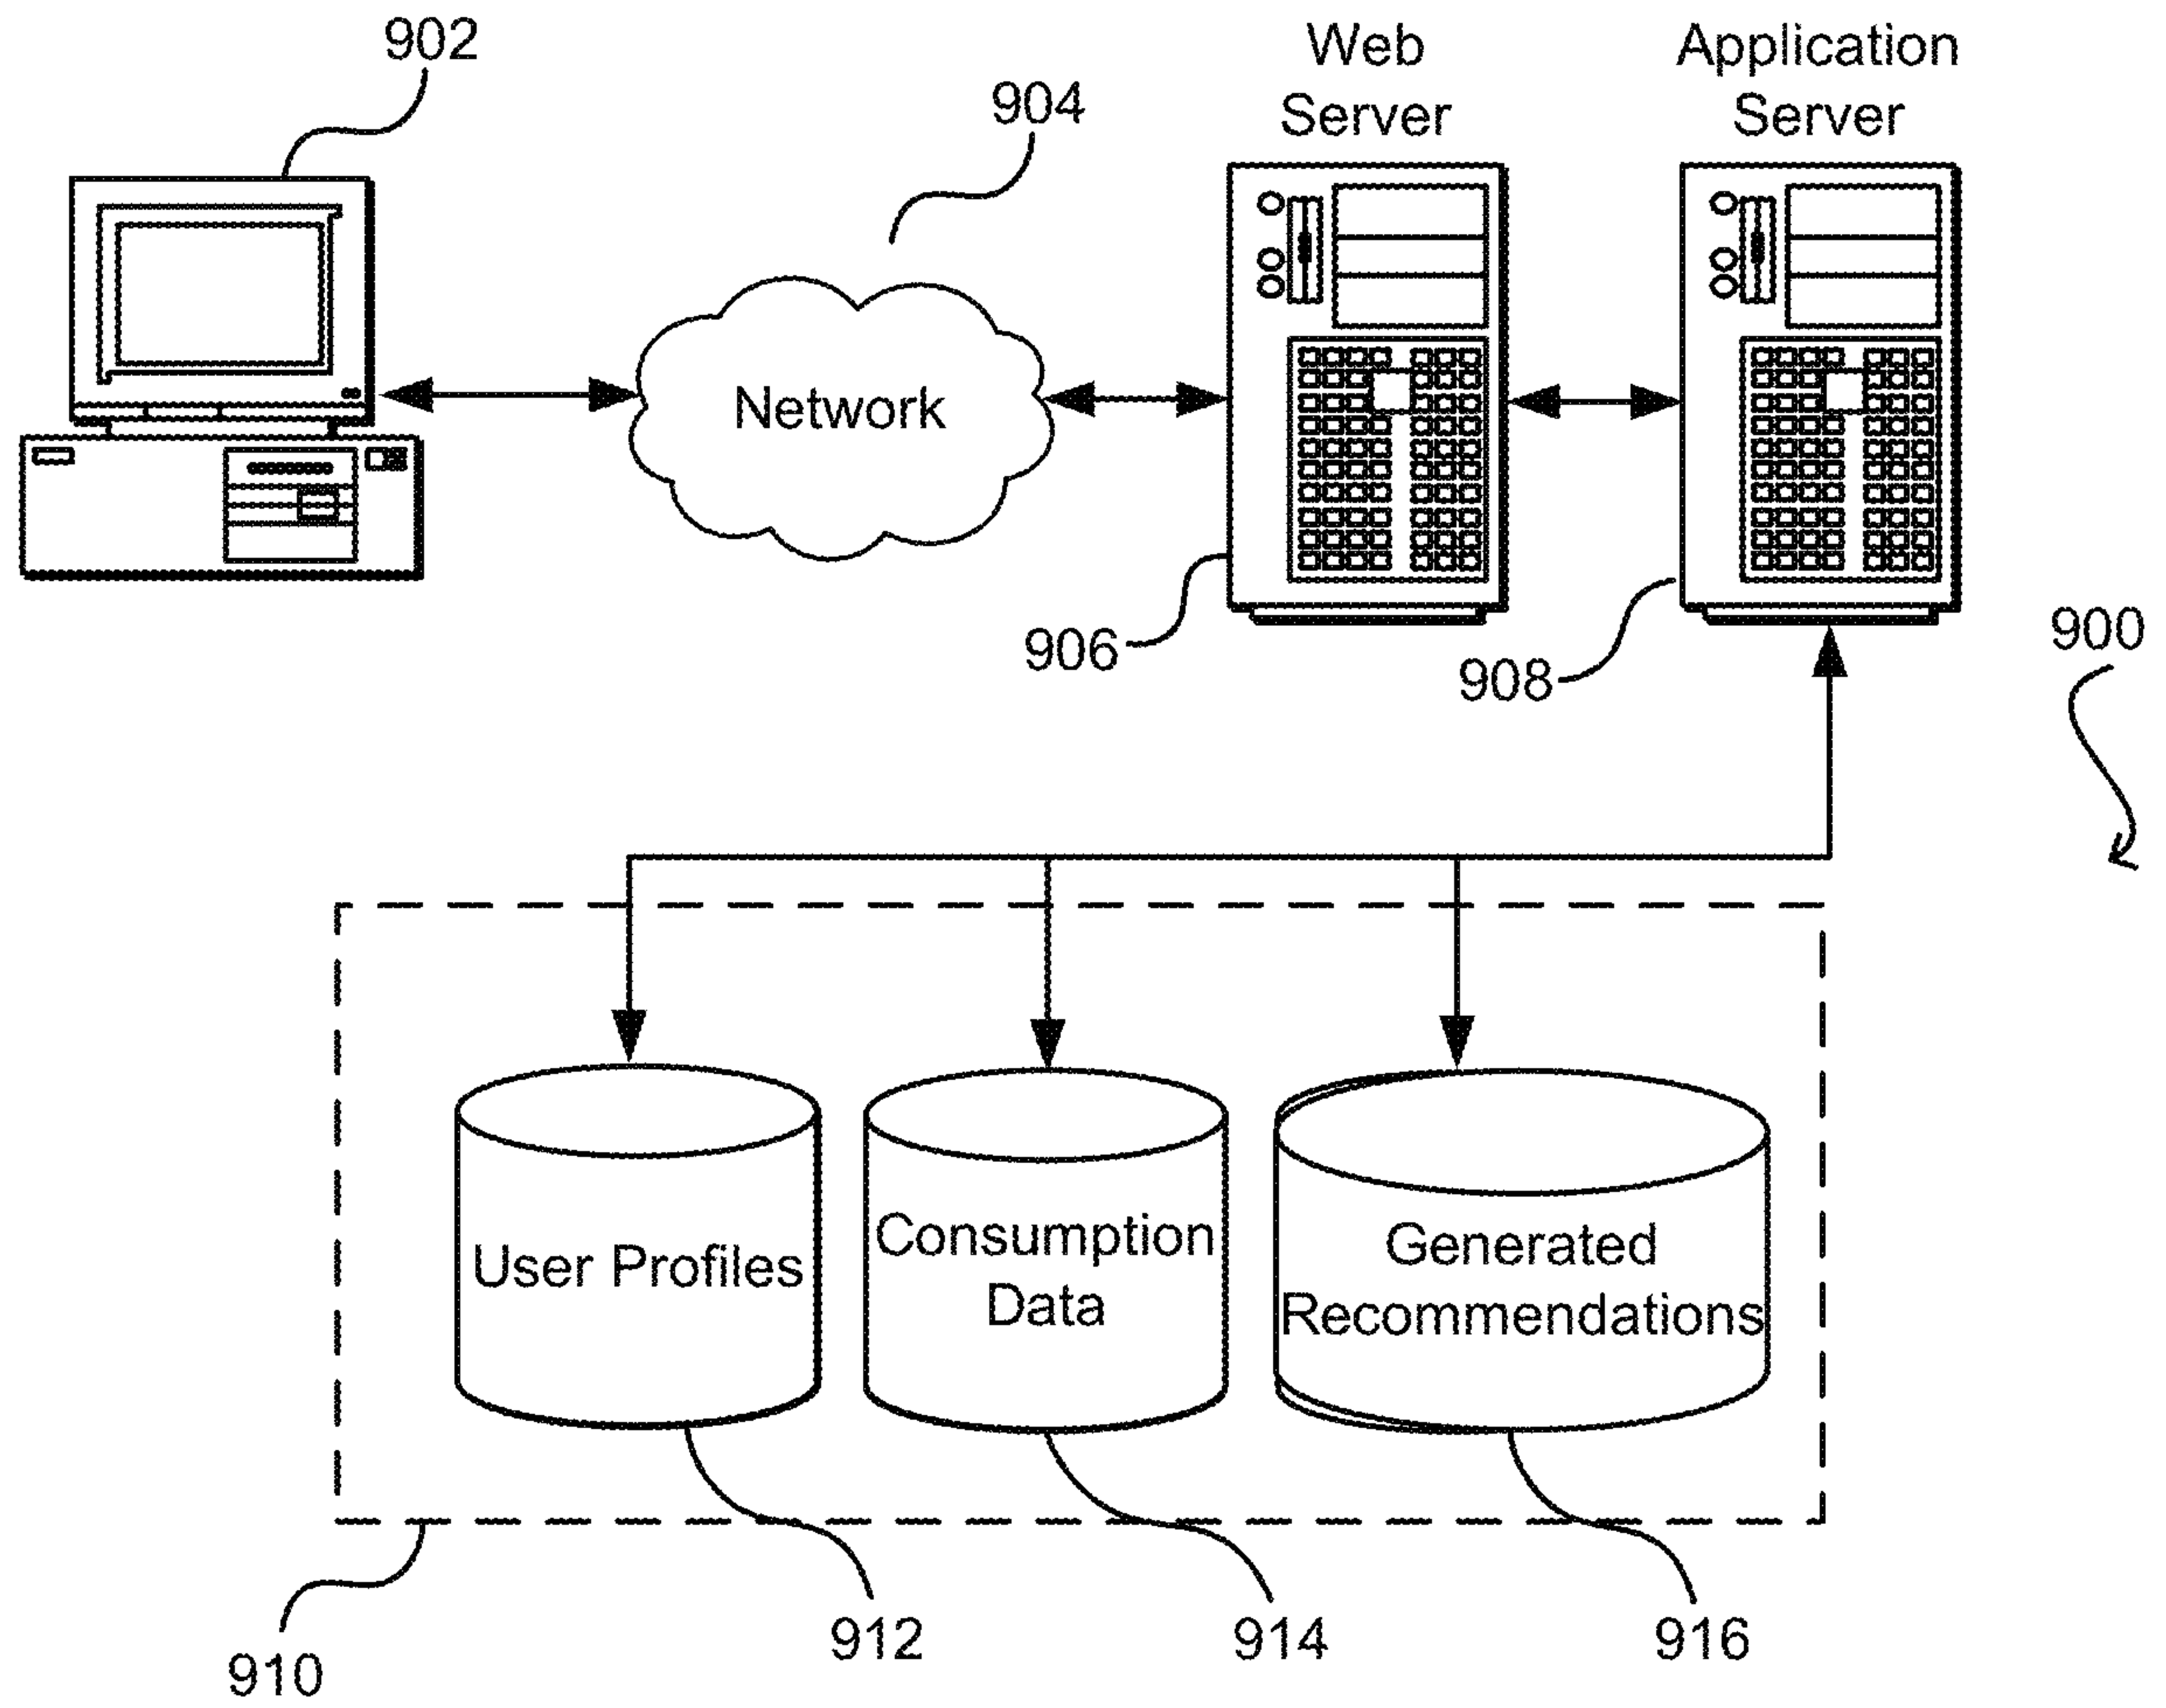 902
904
Web
Server
Application
Server
Network
906
908
900
User Profiles
Consumption
Data
Generated
Recommendations
912
914
916
910